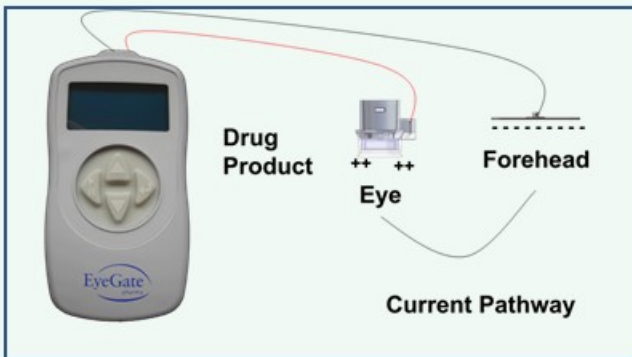 Drug
Product
++
++
Eye
Forehead
EyeGate
Current Pathway